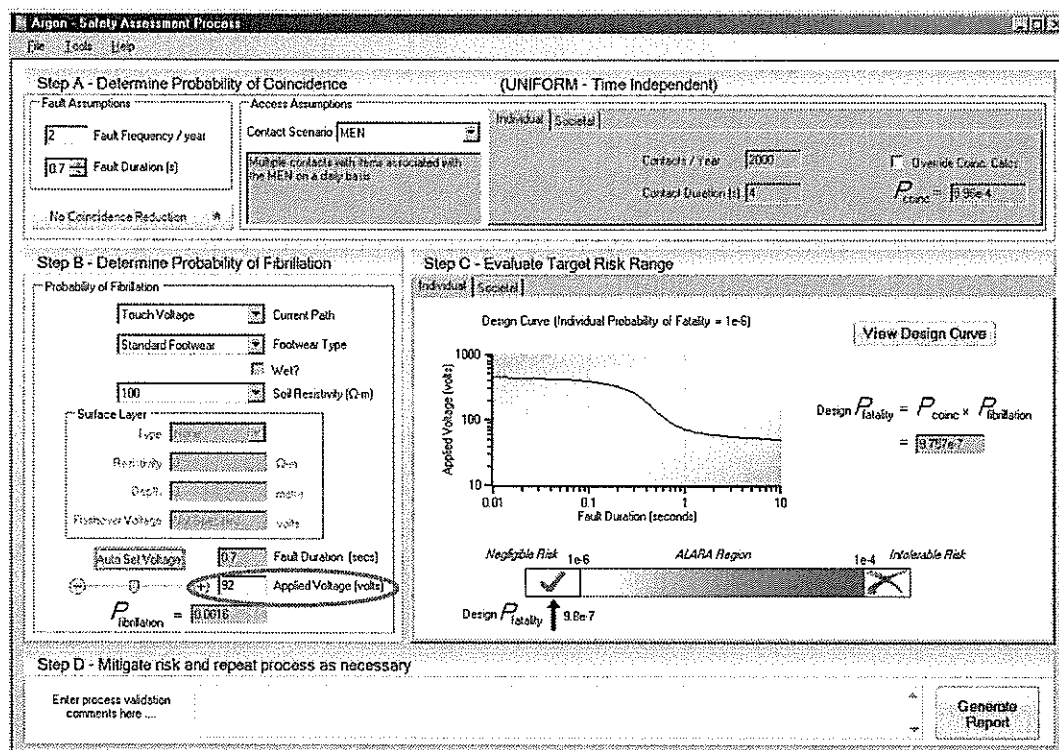 Argon - Safety Assessment Process
File Tools Help
Step A - Determine Probability of Coincidence (UNIFORM - Time Independent)
Fault Assumptions
2 Fault Frequency / year
0.7 Fault Duration (s)
No Coincidence Reduction
Access Assumptions
Contact Scenario MEN
Multiple contacts with items associated with
the MEN on a daily basis
Individual Societal
Contacts / Year 2000
Contact Duration (s) 4
Override Coinc. Calcs
Pcoinc =
Step B - Determine Probability of Fibrillation
Probability of Fibrillation
Touch Voltage Current Path
Standard Footwear Footwear Type
Wet?
100 Soil Resistivity (Ω-m)
Surface Layer
Type
Resistivity Ω-m
Depth
Flashover Voltage volts
Auto Set Voltage 0.7 Fault Duration (secs)
92 Applied Voltage (volts)
Pfibrillation = 0.0016
Step C - Evaluate Target Risk Range
Individual Societal
Design Curve (Individual Probability of Fatality = 1e-6)
View Design Curve
Applied Voltage (volts)
1000
100
10
0.01 0.1 1 10
Fault Duration (seconds)
Design Pfatality = Pcoinc × Pfibrillation
= 9.757e-7
Negligible Risk 1e-6 ALARA Region 1e-4 Intolerable Risk
Design Pfatality 9.8e-7
Step D - Mitigate risk and repeat process as necessary
Enter process validation
comments here ....
Generate
Report